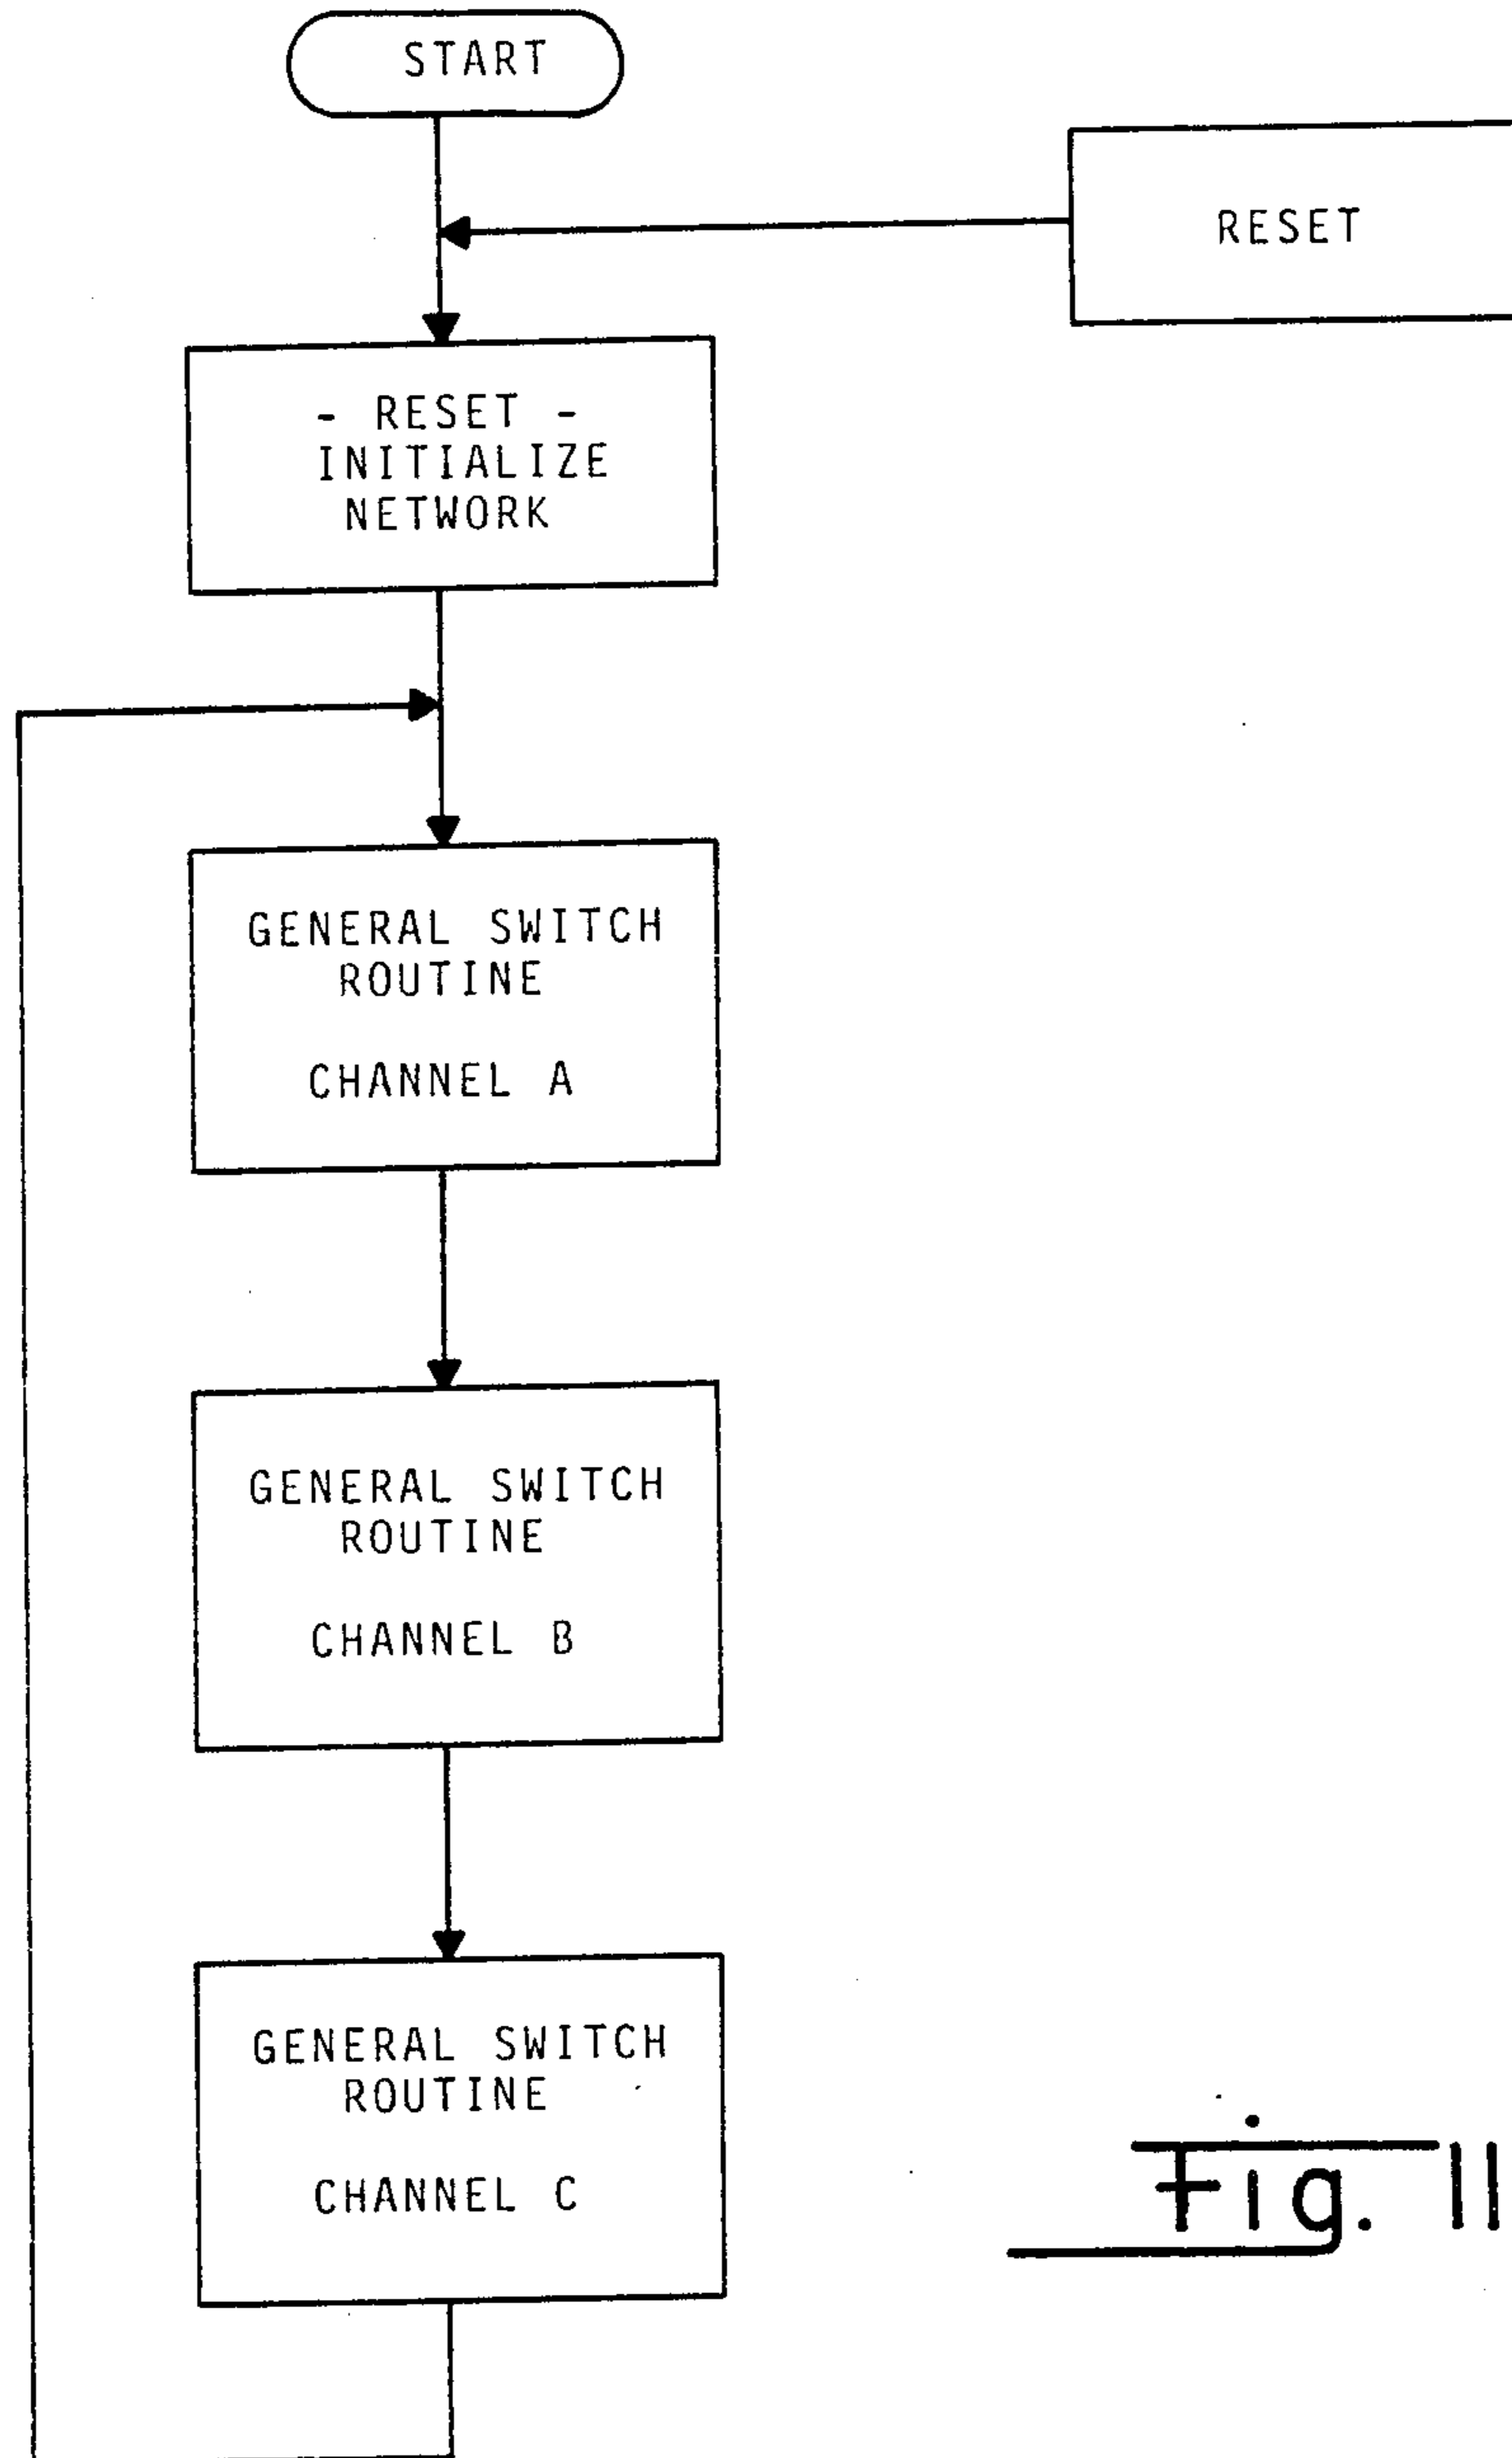 START
RESET
- RESET -
INITIALIZE
NETWORK
GENERAL SWITCH
ROUTINE
CHANNEL A
GENERAL SWITCH
ROUTINE
CHANNEL B
GENERAL SWITCH
ROUTINE
CHANNEL C
Fig. 11